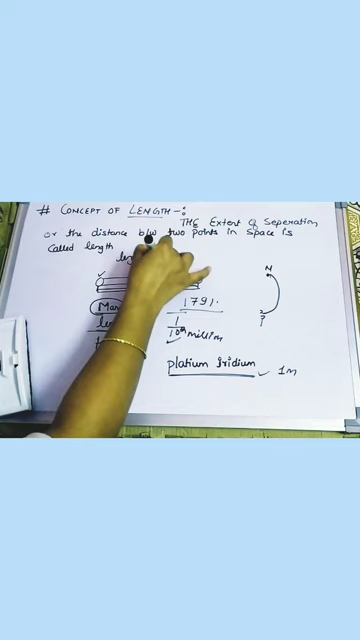 # CONCEPT OF LENGTH -:
THE Extent of Seperation
or the distance b/w two points in space is
called length
N
1791.
1
10th million
platium iridium
1m